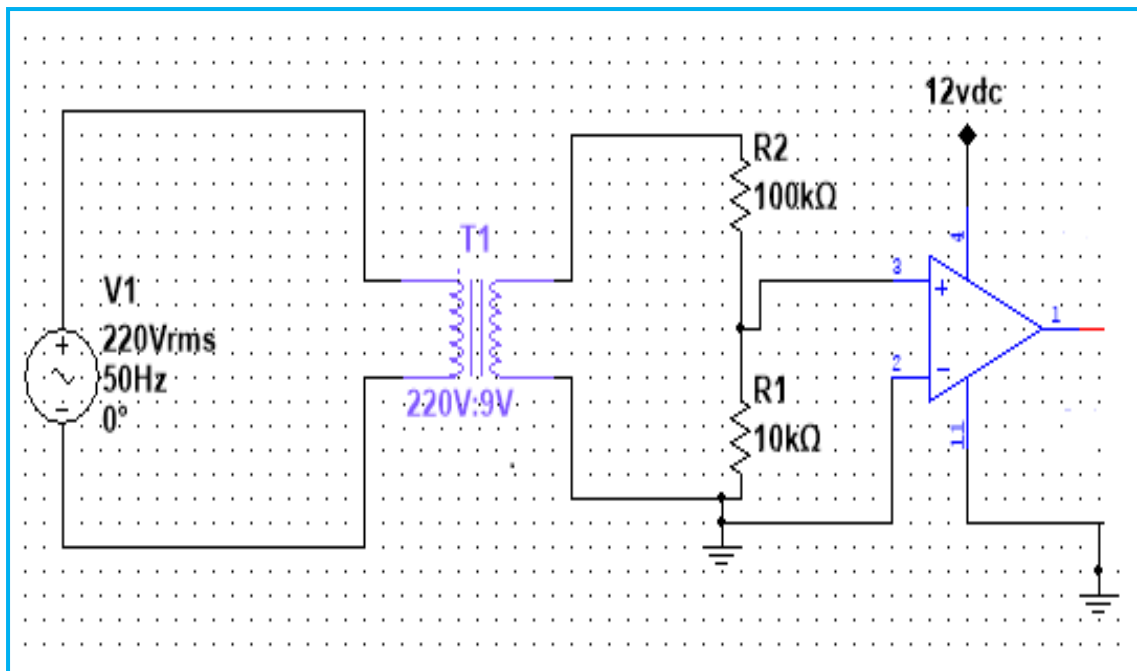 12vdc
R2
100kΩ
T1
4
3
+
V1
220Vrms
50Hz
0°
+
-
1
2
-
220V:9V
R1
10kΩ
11